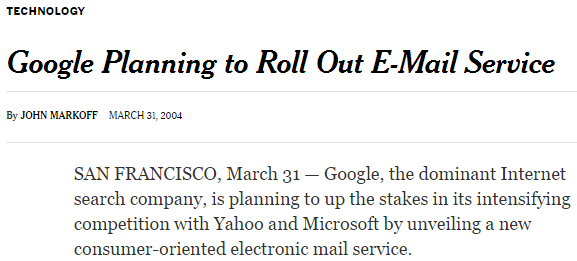 TECHNOLOGY
Google Planning to Roll Out E-Mail Service
By JOHN MARKOFF MARCH 31, 2004
SAN FRANCISCO, March 31 — Google, the dominant Internet
search company, is planning to up the stakes in its intensifying
competition with Yahoo and Microsoft by unveiling a new
consumer-oriented electronic mail service.